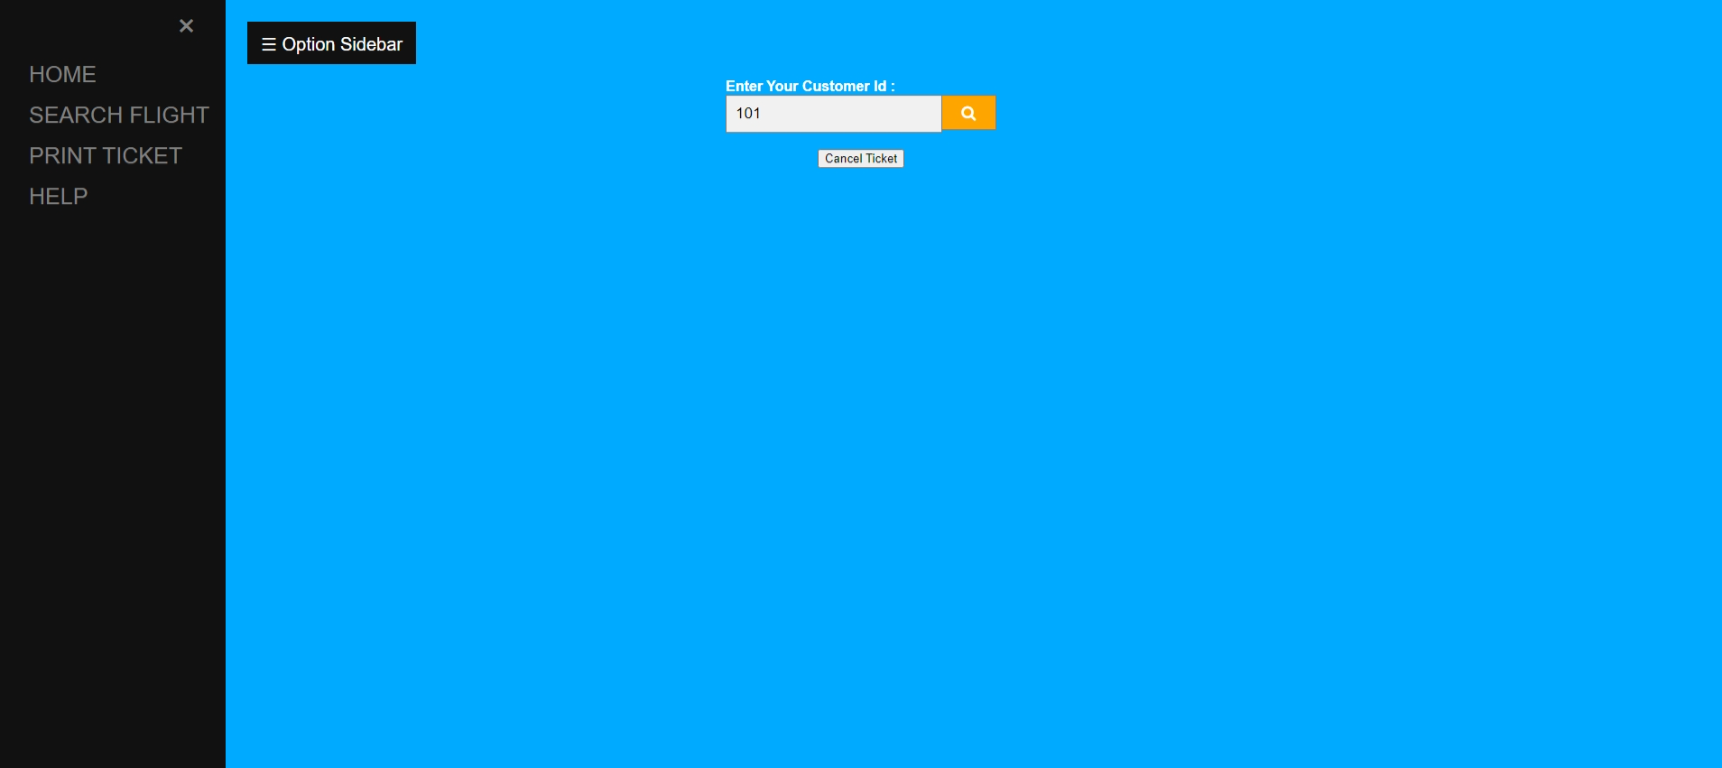 ×
HOME
SEARCH FLIGHT
PRINT TICKET
HELP
☰ Option Sidebar
Enter Your Customer Id :
101
Cancel Ticket